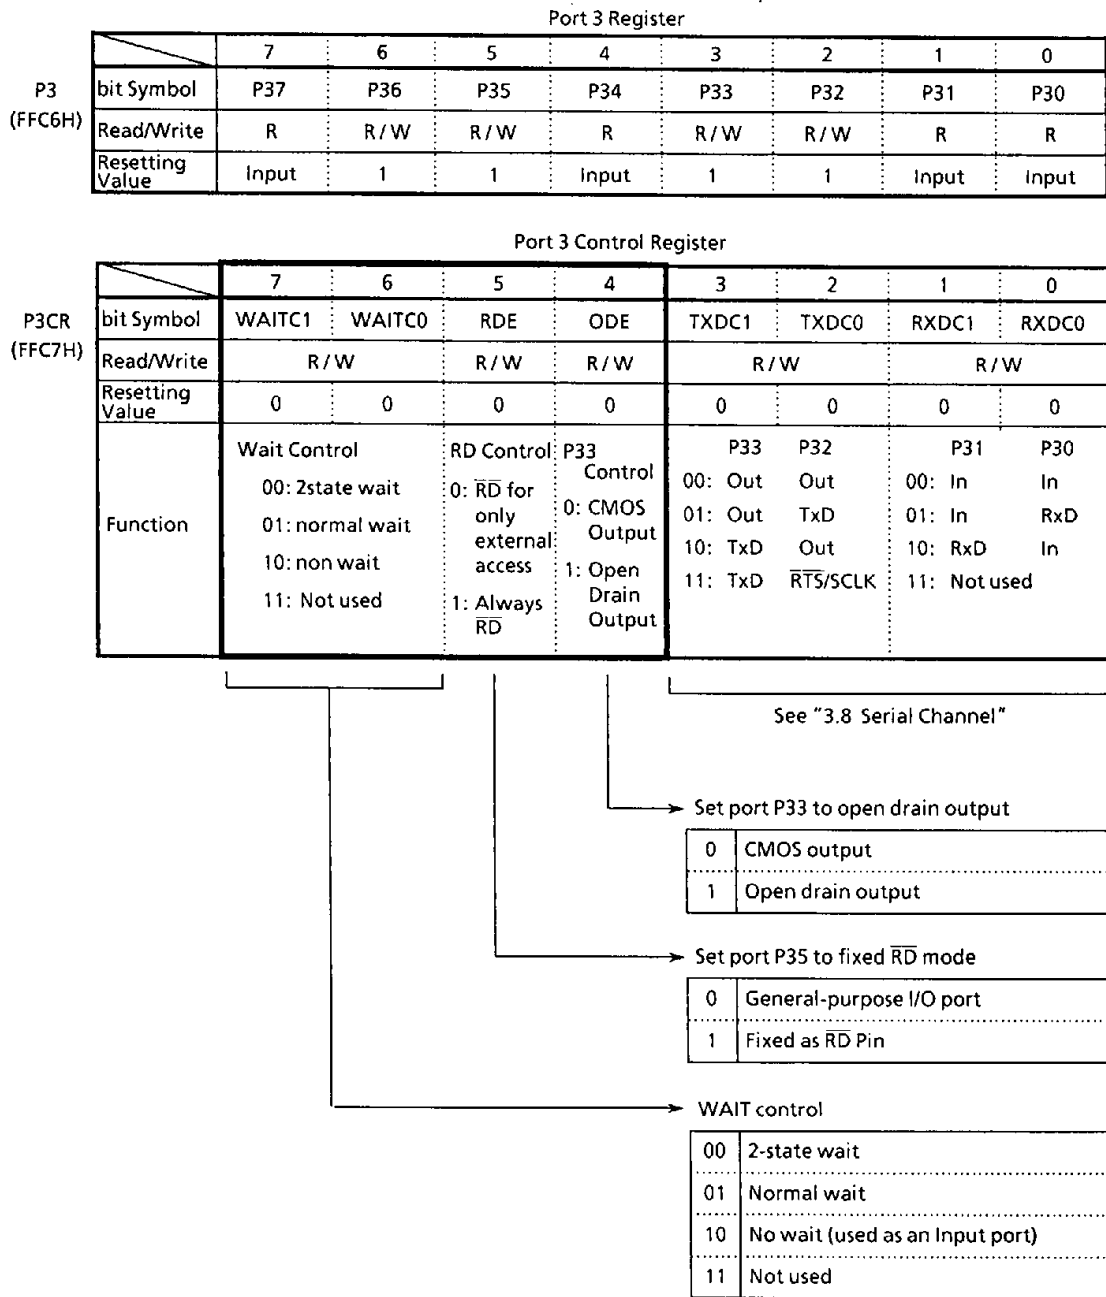 Port 3 Register
7 6 5 4 3 2 1 0
P3 bit Symbol P37 P36 P35 P34 P33 P32 P31 P30
(FFC6H) Read/Write R R/W R/W R R/W R/W R R
Resetting
Value Input 1 1 Input 1 1 Input Input
Port 3 Control Register
7 6 5 4 3 2 1 0
P3CR bit Symbol WAITC1 WAITC0 RDE ODE TXDC1 TXDC0 RXDC1 RXDC0
(FFC7H) Read/Write R/W R/W R/W R/W R/W
Resetting
Value 0 0 0 0 0 0 0 0
Function
Wait Control
00: 2state wait
01: normal wait
10: non wait
11: Not used
RD Control
0: R̅D̅ for
only
external
access
1: Always
R̅D̅
P33
Control
0: CMOS
Output
1: Open
Drain
Output
P33 P32
00: Out Out
01: Out TxD
10: TxD Out
11: TxD R̅T̅S̅/SCLK
P31 P30
00: In In
01: In RxD
10: RxD In
11: Not used
See "3.8 Serial Channel"
Set port P33 to open drain output
0 CMOS output
1 Open drain output
Set port P35 to fixed R̅D̅ mode
0 General-purpose I/O port
1 Fixed as R̅D̅ Pin
WAIT control
00 2-state wait
01 Normal wait
10 No wait (used as an Input port)
11 Not used